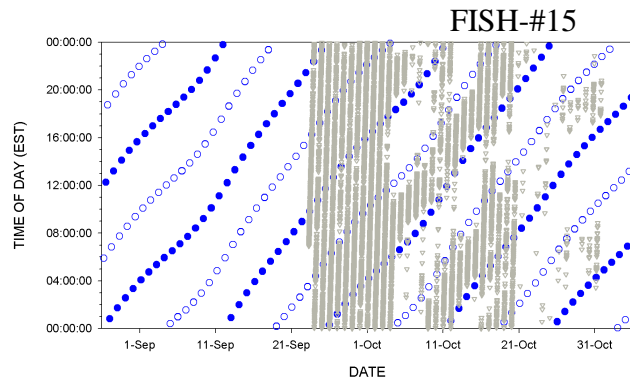 FISH-#15
00:00:00
20:00:00
16:00:00
12:00:00
08:00:00
04:00:00
00:00:00
TIME OF DAY (EST)
1-Sep 11-Sep 21-Sep 1-Oct 11-Oct 21-Oct 31-Oct
DATE